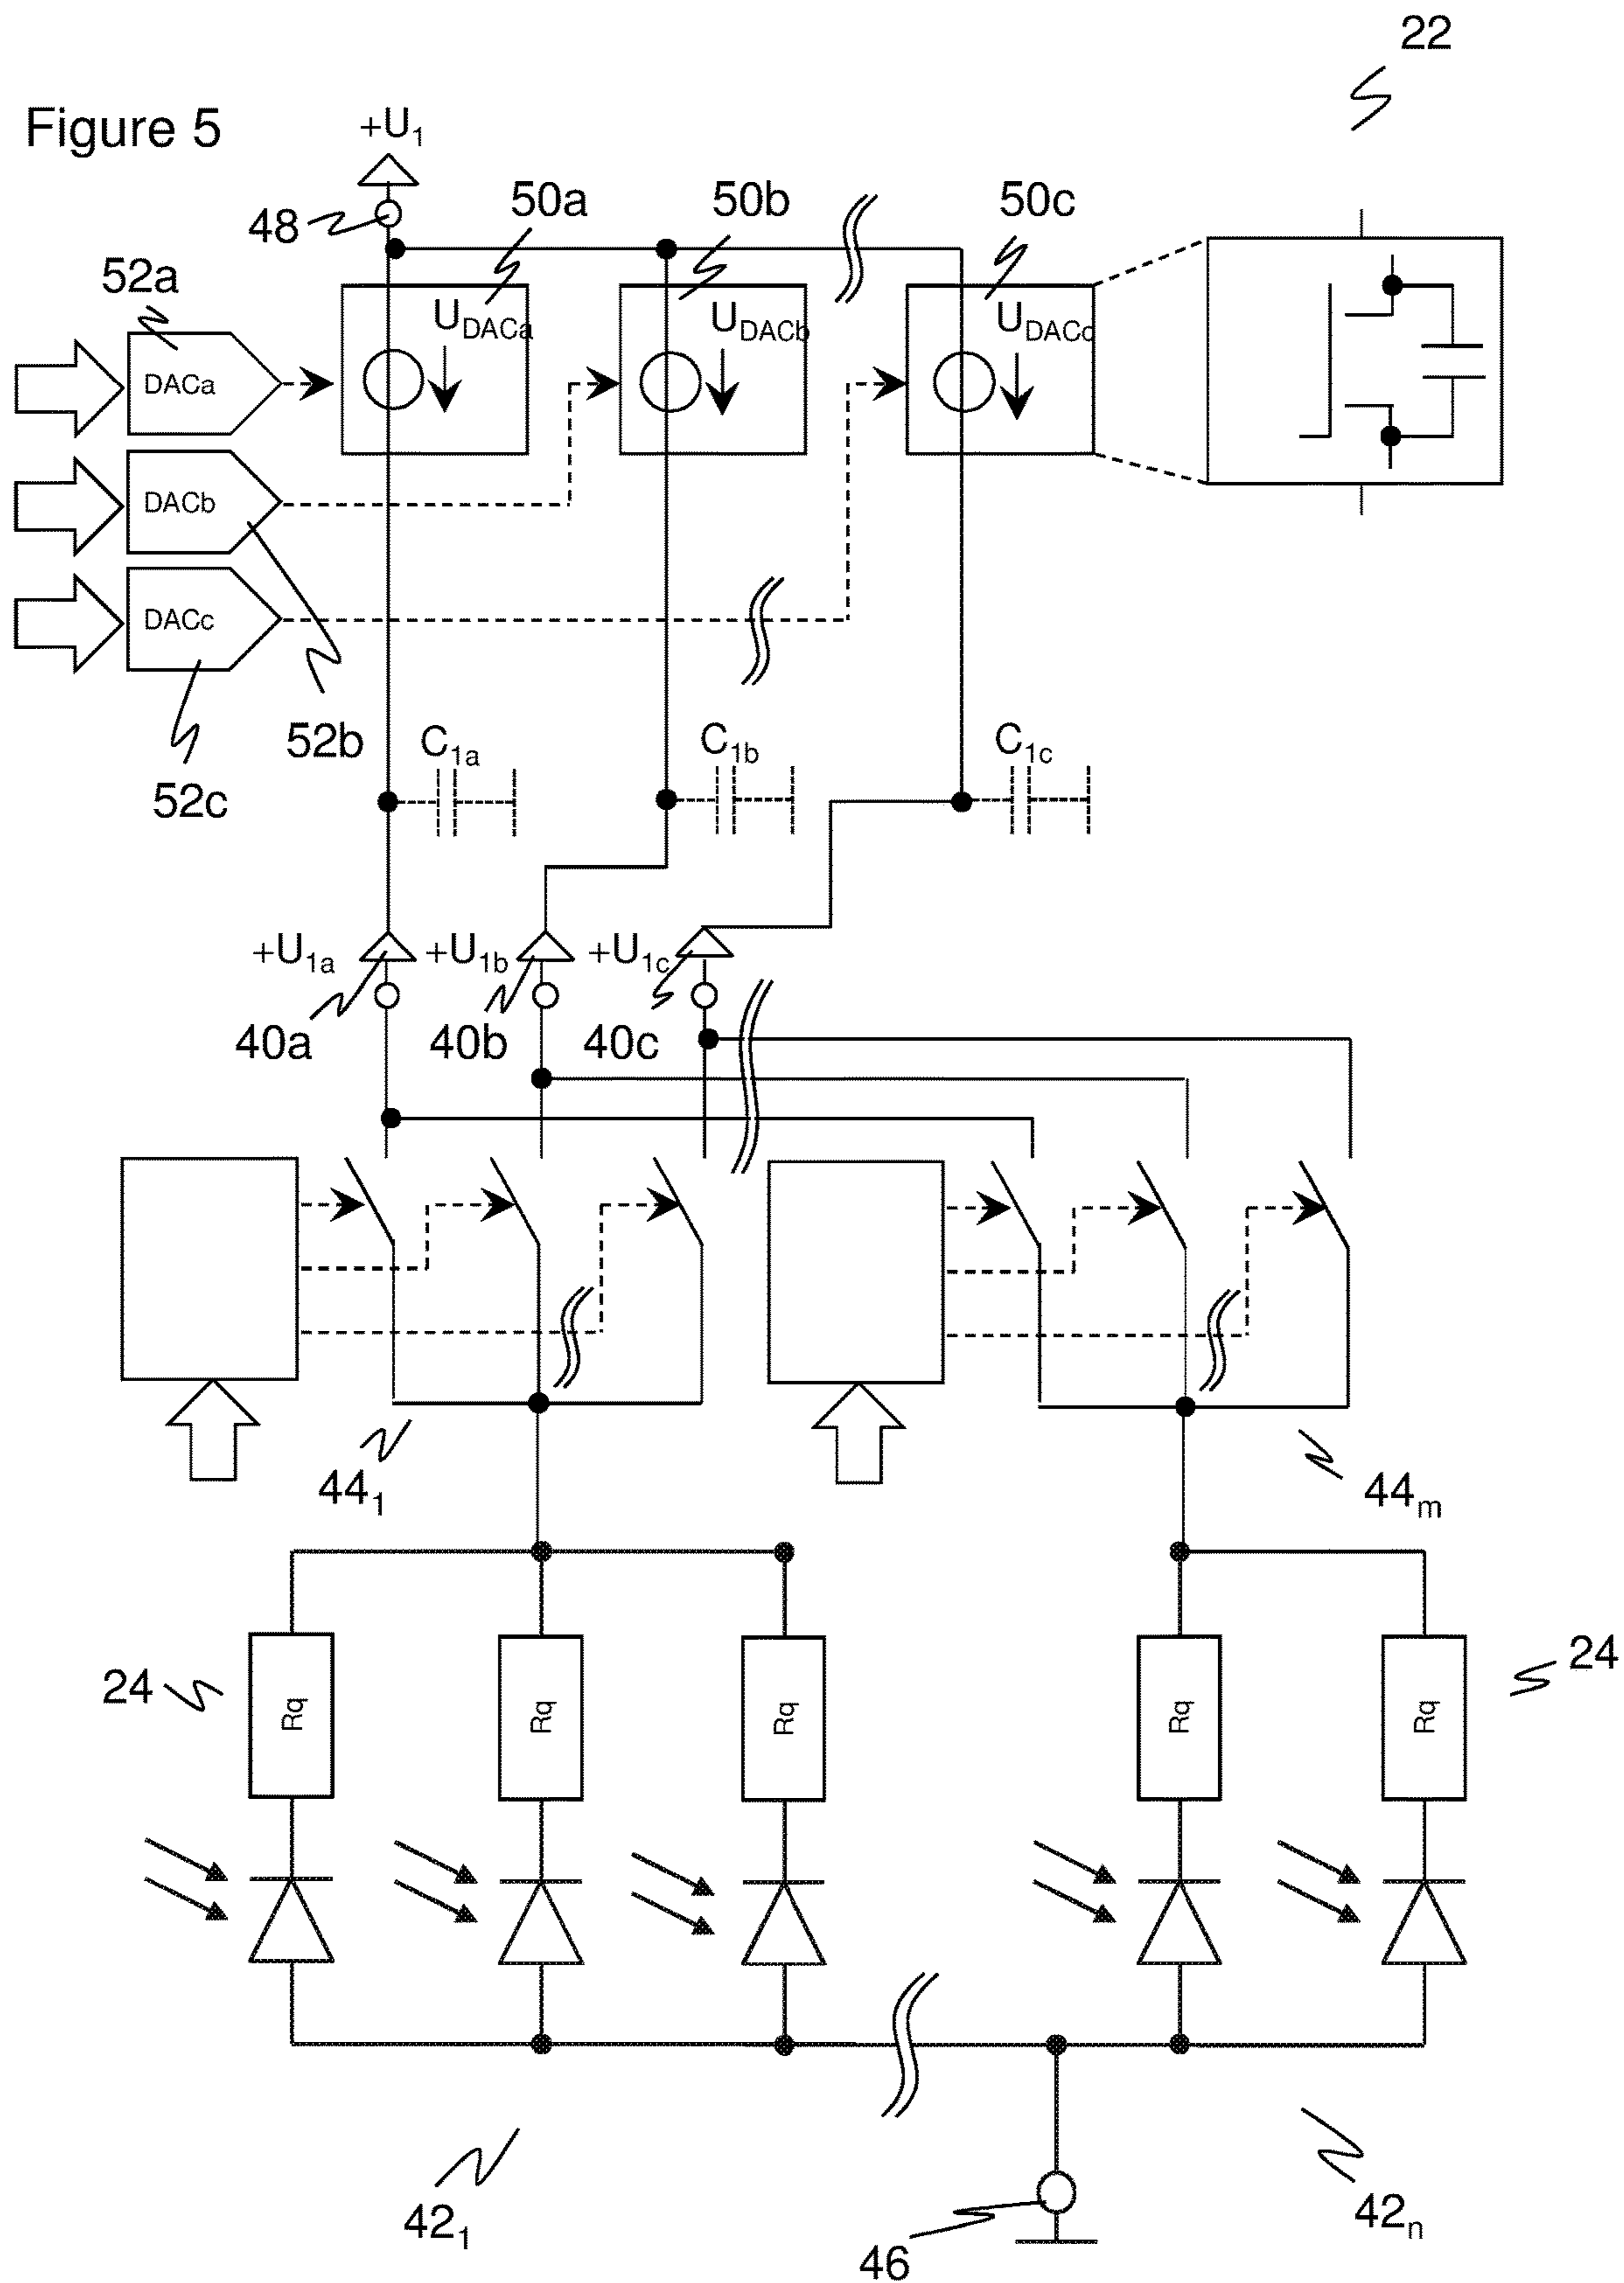 22
Figure 5
+U1
48
50a
50b
50c
52a
UDACa
UDACb
UDACc
DACa
DACb
DACc
52b
52c
C1a
C1b
C1c
+U1a
+U1b
+U1c
40a
40b
40c
441
44m
24
24
Rq
Rq
Rq
Rq
Rq
421
42n
46